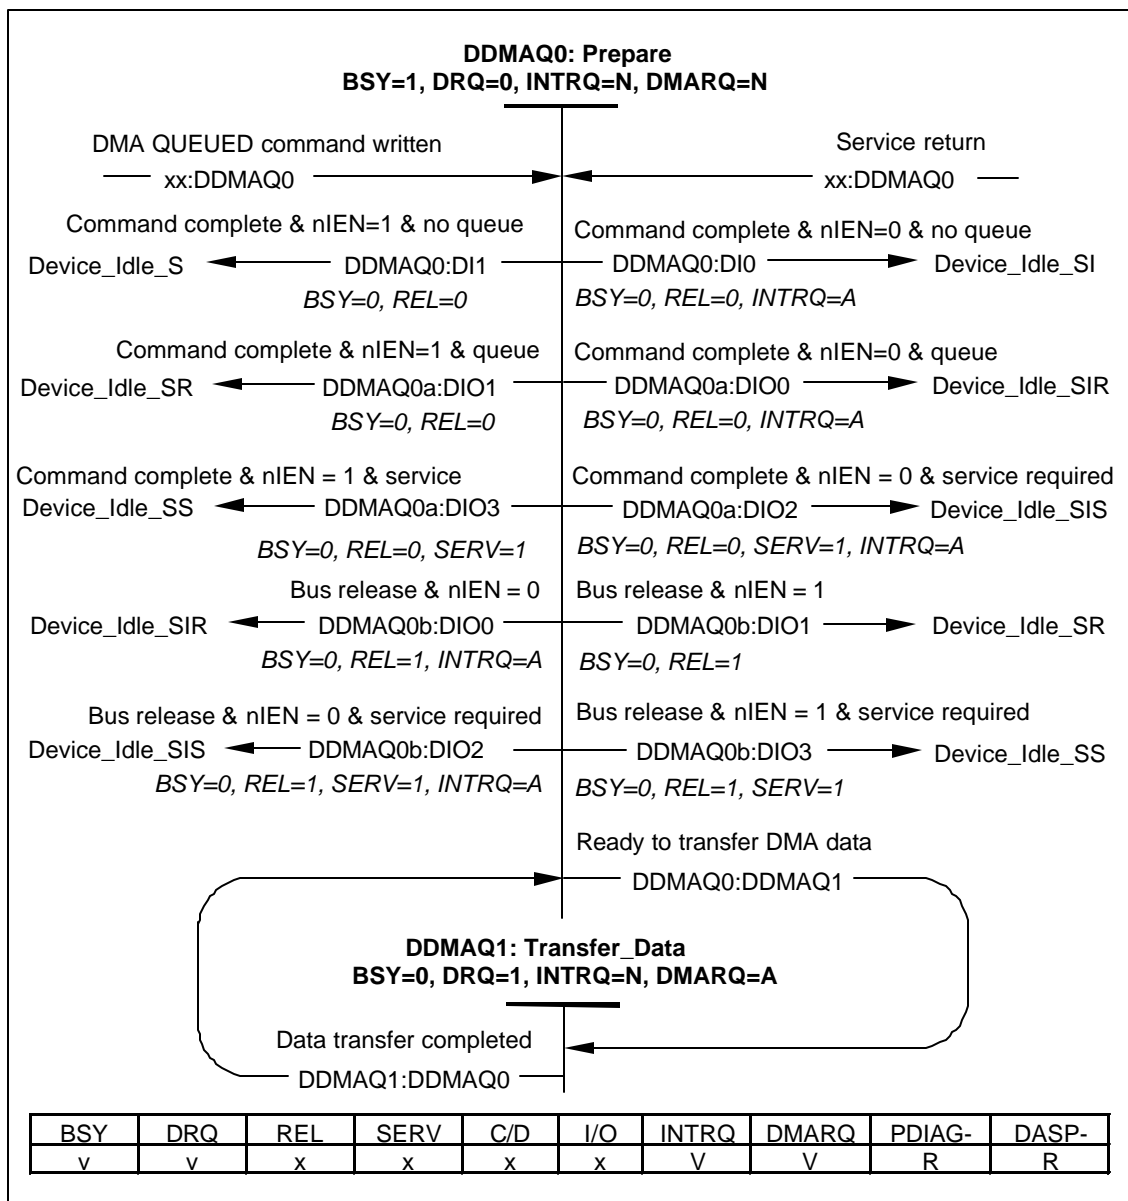 DDMAQ0: Prepare
BSY=1, DRQ=0, INTRQ=N, DMARQ=N
DMA QUEUED command written
xx:DDMAQ0
Service return
xx:DDMAQ0
Command complete & nIEN=1 & no queue
Device_Idle_S DDMAQ0:DI1
BSY=0, REL=0
Command complete & nIEN=0 & no queue
DDMAQ0:DI0 Device_Idle_SI
BSY=0, REL=0, INTRQ=A
Command complete & nIEN=1 & queue
Device_Idle_SR DDMAQ0a:DIO1
BSY=0, REL=0
Command complete & nIEN=0 & queue
DDMAQ0a:DIO0 Device_Idle_SIR
BSY=0, REL=0, INTRQ=A
Command complete & nIEN = 1 & service
Device_Idle_SS DDMAQ0a:DIO3
BSY=0, REL=0, SERV=1
Command complete & nIEN = 0 & service required
DDMAQ0a:DIO2 Device_Idle_SIS
BSY=0, REL=0, SERV=1, INTRQ=A
Bus release & nIEN = 0
Device_Idle_SIR DDMAQ0b:DIO0
BSY=0, REL=1, INTRQ=A
Bus release & nIEN = 1
DDMAQ0b:DIO1 Device_Idle_SR
BSY=0, REL=1
Bus release & nIEN = 0 & service required
Device_Idle_SIS DDMAQ0b:DIO2
BSY=0, REL=1, SERV=1, INTRQ=A
Bus release & nIEN = 1 & service required
DDMAQ0b:DIO3 Device_Idle_SS
BSY=0, REL=1, SERV=1
Ready to transfer DMA data
DDMAQ0:DDMAQ1
DDMAQ1: Transfer_Data
BSY=0, DRQ=1, INTRQ=N, DMARQ=A
Data transfer completed
DDMAQ1:DDMAQ0
BSY DRQ REL SERV C/D I/O INTRQ DMARQ PDIAG- DASP-
v v x x x x V V R R